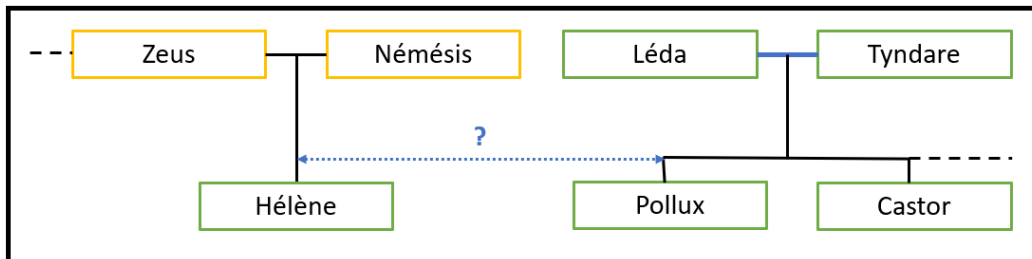 Zeus
Némésis
Léda
Tyndare
?
Hélène
Pollux
Castor